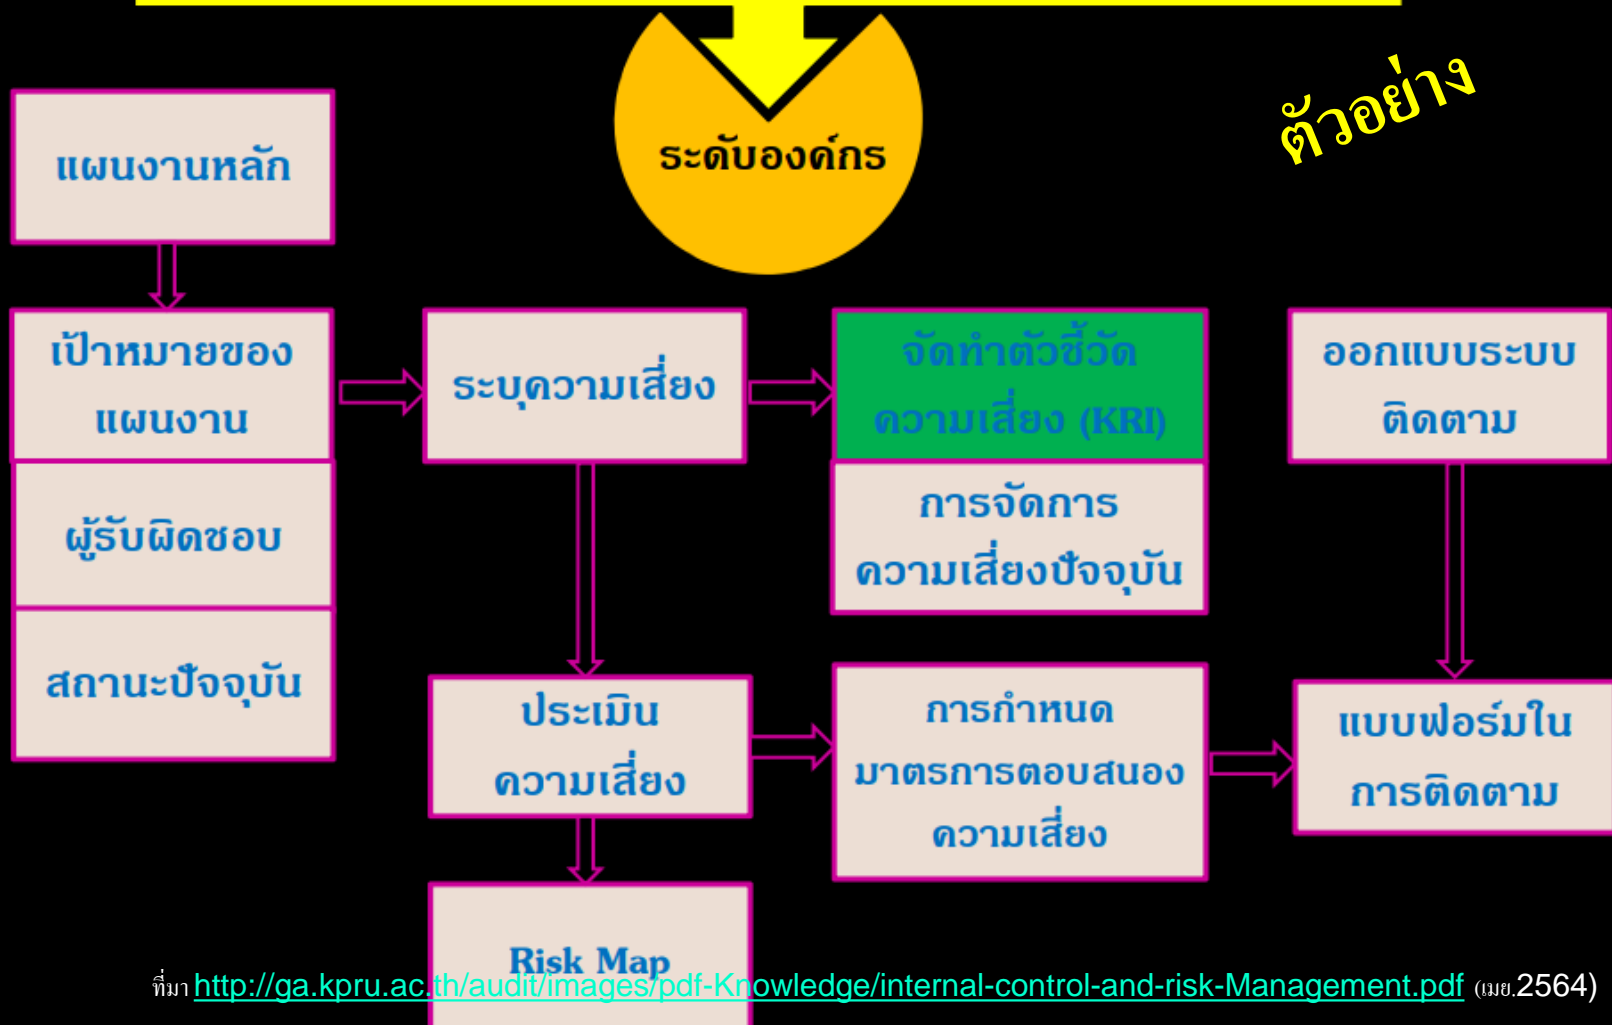 ตัวอย่าง
ระดับองค์กร
แผนงานหลัก
เป้าหมายของ
แผนงาน
ผู้รับผิดชอบ
สถานะปัจจุบัน
ระบุความเสี่ยง
จัดทำตัวชี้วัด
ความเสี่ยง (KRI)
การจัดการ
ความเสี่ยงปัจจุบัน
ออกแบบระบบ
ติดตาม
ประเมิน
ความเสี่ยง
การกำหนด
มาตรการตอบสนอง
ความเสี่ยง
แบบฟอร์มใน
การติดตาม
Risk Map
ที่มา http://ga.kpru.ac.th/audit/images/pdf-Knowledge/internal-control-and-risk-Management.pdf (เมย.2564)